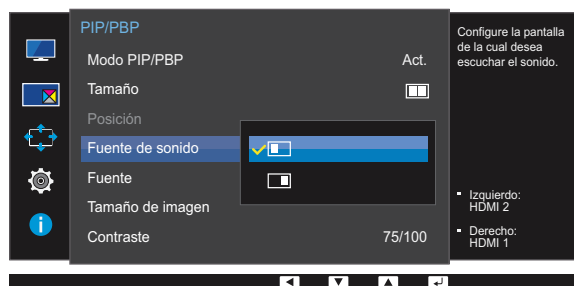 PIP/PBP
Modo PIP/PBP Act.
Tamaño
Posición
Fuente de sonido
Fuente
Tamaño de imagen
Contraste 75/100
Configure la pantalla
de la cual desea
escuchar el sonido.
Izquierdo:
HDMI 2
Derecho:
HDMI 1